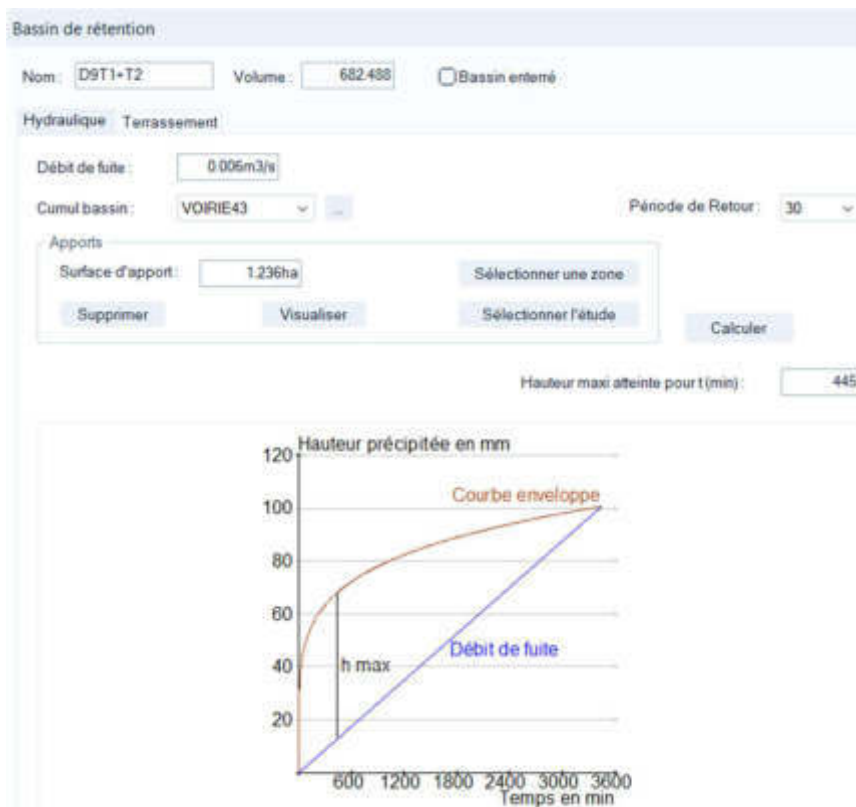 Bassin de rétention
Nom: D9T1+T2 Volume : 682.488 Bassin enterré
Hydraulique Terrassement
Débit de fuite : 0.006m3/s
Cumul bassin : VOIRIE43 ... Période de Retour : 30
Apports
Surface d'apport : 1.236ha Sélectionner une zone
Supprimer Visualiser Sélectionner l'étude
Calculer
Hauteur maxi atteinte pour t (min) : 445
Hauteur précipitée en mm
120
Courbe enveloppe
100
80
60
Débit de fuite
40
h max
20
600 1200 1800 2400 3000 3600
Temps en min